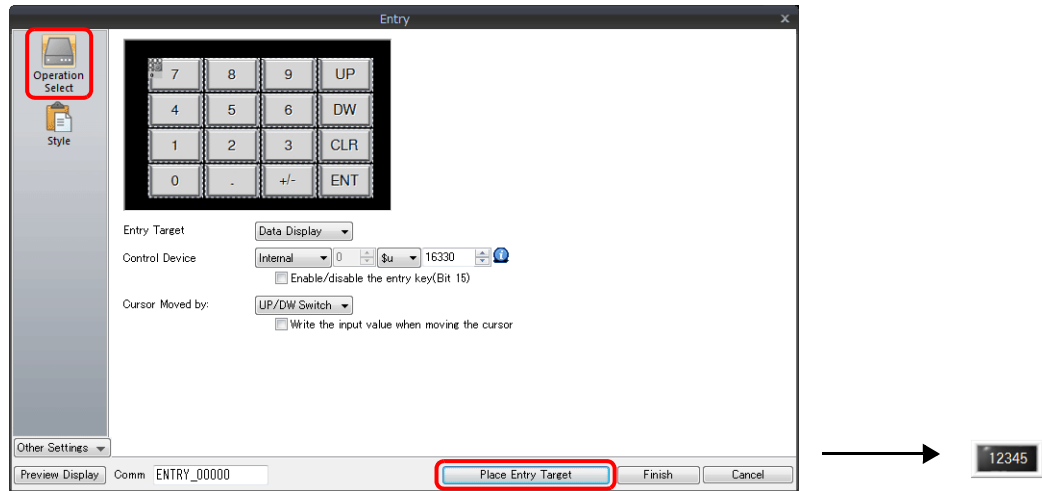 Entry
x
Operation
Select
Style
7 8 9 UP
4 5 6 DW
1 2 3 CLR
0 . +/- ENT
Entry Target Data Display
Control Device Internal 0 $u 16330
Enable/disable the entry key(Bit 15)
Cursor Moved by: UP/DW Switch
Write the input value when moving the cursor
Other Settings
Preview Display Comm ENTRY_00000 Place Entry Target Finish Cancel
12345